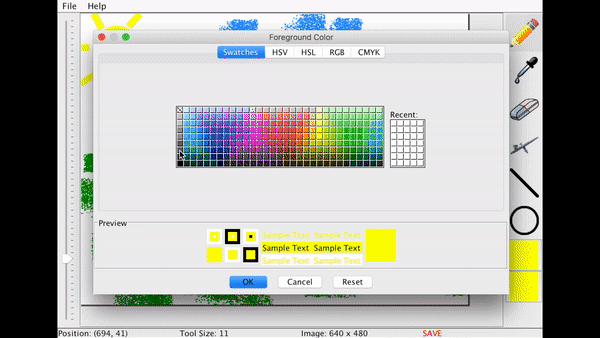 File Help
Foreground Color
Swatches HSV HSL RGB CMYK
Recent:
Preview
Sample Text Sample Text
Sample Text Sample Text
Sample Text Sample Text
OK Cancel Reset
Position: (694, 41) Tool Size: 11 Image: 640 x 480 SAVE